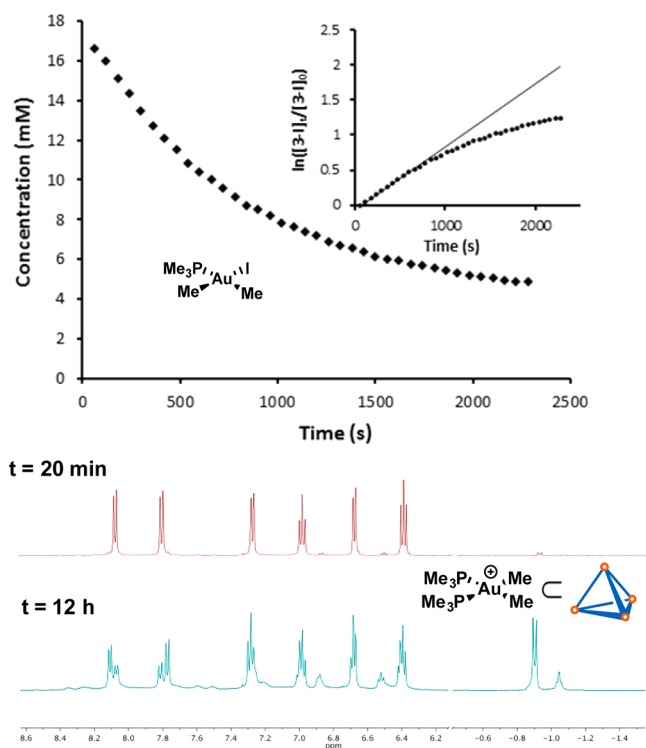 Concentration (mM)
18
16
14
12
10
8
6
4
2
0
0 500 1000 1500 2000 2500
Time (s)
ln([3-I]ₜ/[3-I]₀)
2.5
2
1.5
1
0.5
0
0 1000 2000
Time (s)
Me₃P Au I
Me Me
t = 20 min
t = 12 h
Me₃P Au ⊕ Me ⊂
Me₃P Me
8.6 8.4 8.2 8.0 7.8 7.6 7.4 7.2 7.0 6.8 6.6 6.4 6.2 -0.6 -0.8 -1.0 -1.2 -1.4
ppm